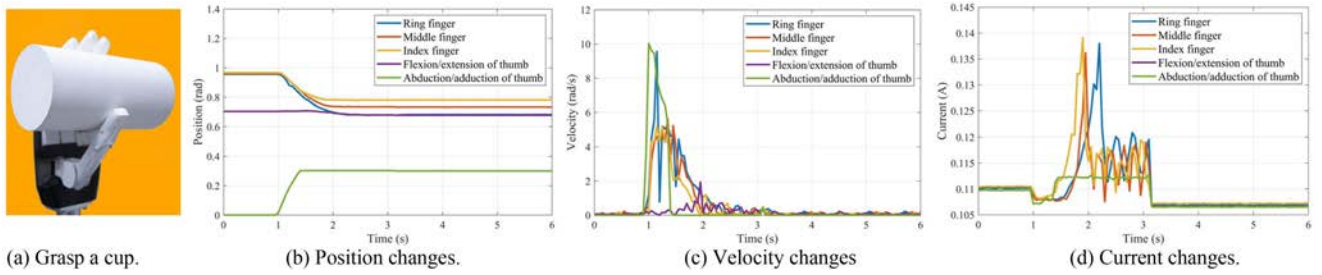 Ring finger
Middle finger
Index finger
Flexion/extension of thumb
Abduction/adduction of thumb
Position (rad)
1.4
1.2
1
0.8
0.6
0.4
0.2
0
0 1 2 3 4 5 6
Time (s)
Ring finger
Middle finger
Index finger
Flexion/extension of thumb
Abduction/adduction of thumb
Velocity (rad/s)
12
10
8
6
4
2
0
0 1 2 3 4 5 6
Time (s)
Ring finger
Middle finger
Index finger
Flexion/extension of thumb
Abduction/adduction of thumb
Current (A)
0.145
0.14
0.135
0.13
0.125
0.12
0.115
0.11
0.105
0 1 2 3 4 5 6
Time (s)
(a) Grasp a cup.
(b) Position changes.
(c) Velocity changes
(d) Current changes.